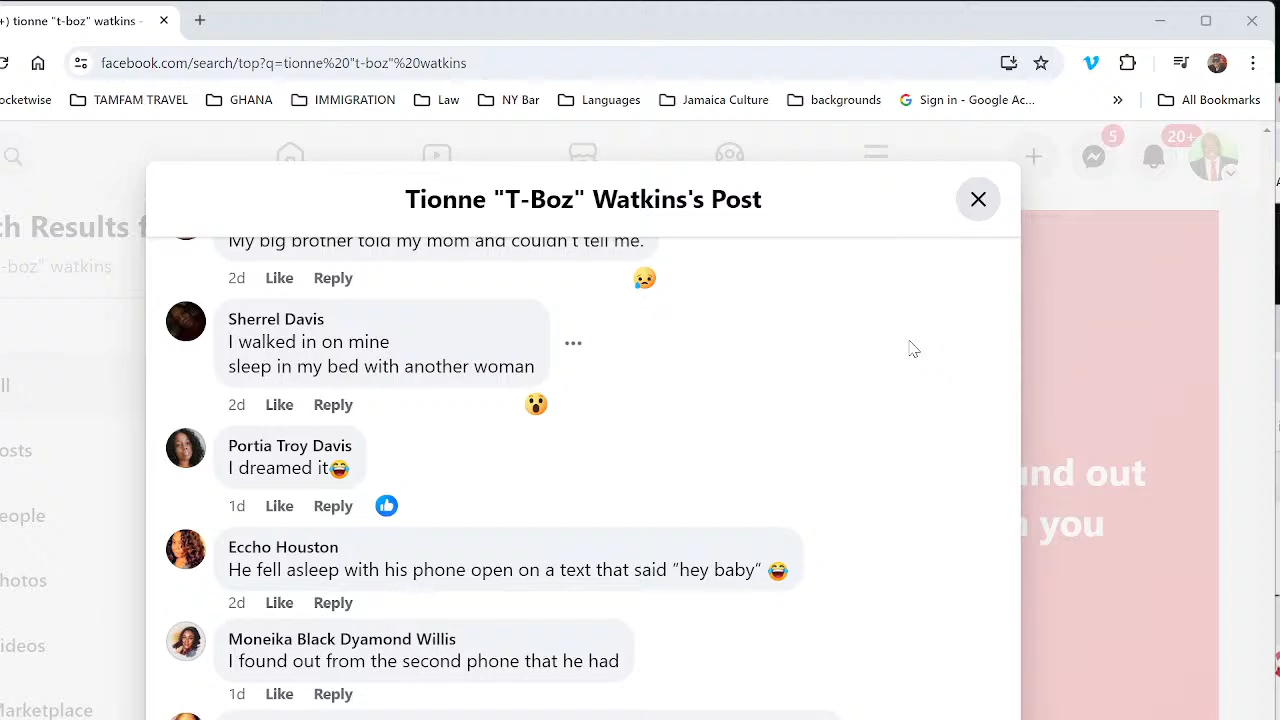 +) tionne "t-boz" watkins -
facebook.com/search/top?q=tionne%20"t-boz"%20watkins
ocketwise TAMFAM TRAVEL GHANA IMMIGRATION Law NY Bar Languages Jamaica Culture backgrounds Sign in - Google Ac... » All Bookmarks
5
20+
Tionne "T-Boz" Watkins's Post
ch Results f
-boz" watkins
My big brother told my mom and couldn't tell me.
2d Like Reply
Sherrel Davis
I walked in on mine
sleep in my bed with another woman
2d Like Reply
ll
Portia Troy Davis
I dreamed it😂
1d Like Reply
osts
und out
you
eople
Eccho Houston
He fell asleep with his phone open on a text that said “hey baby” 😂
2d Like Reply
hotos
Moneika Black Dyamond Willis
I found out from the second phone that he had
1d Like Reply
ideos
Marketplace